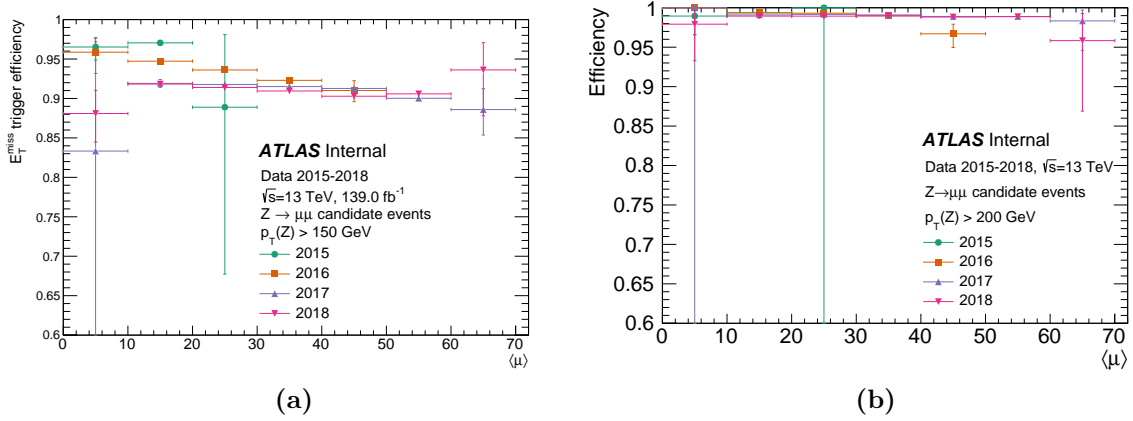 E_T^miss trigger efficiency
1
0.95
0.9
0.85
0.8
0.75
0.7
0.65
0.6
0 10 20 30 40 50 60 70
⟨μ⟩
ATLAS Internal
Data 2015-2018
√s=13 TeV, 139.0 fb⁻¹
Z → μμ candidate events
p_T(Z) > 150 GeV
2015
2016
2017
2018
(a)
Efficiency
1
0.95
0.9
0.85
0.8
0.75
0.7
0.65
0.6
0 10 20 30 40 50 60 70
⟨μ⟩
ATLAS Internal
Data 2015-2018, √s=13 TeV
Z→μμ candidate events
p_T(Z) > 200 GeV
2015
2016
2017
2018
(b)